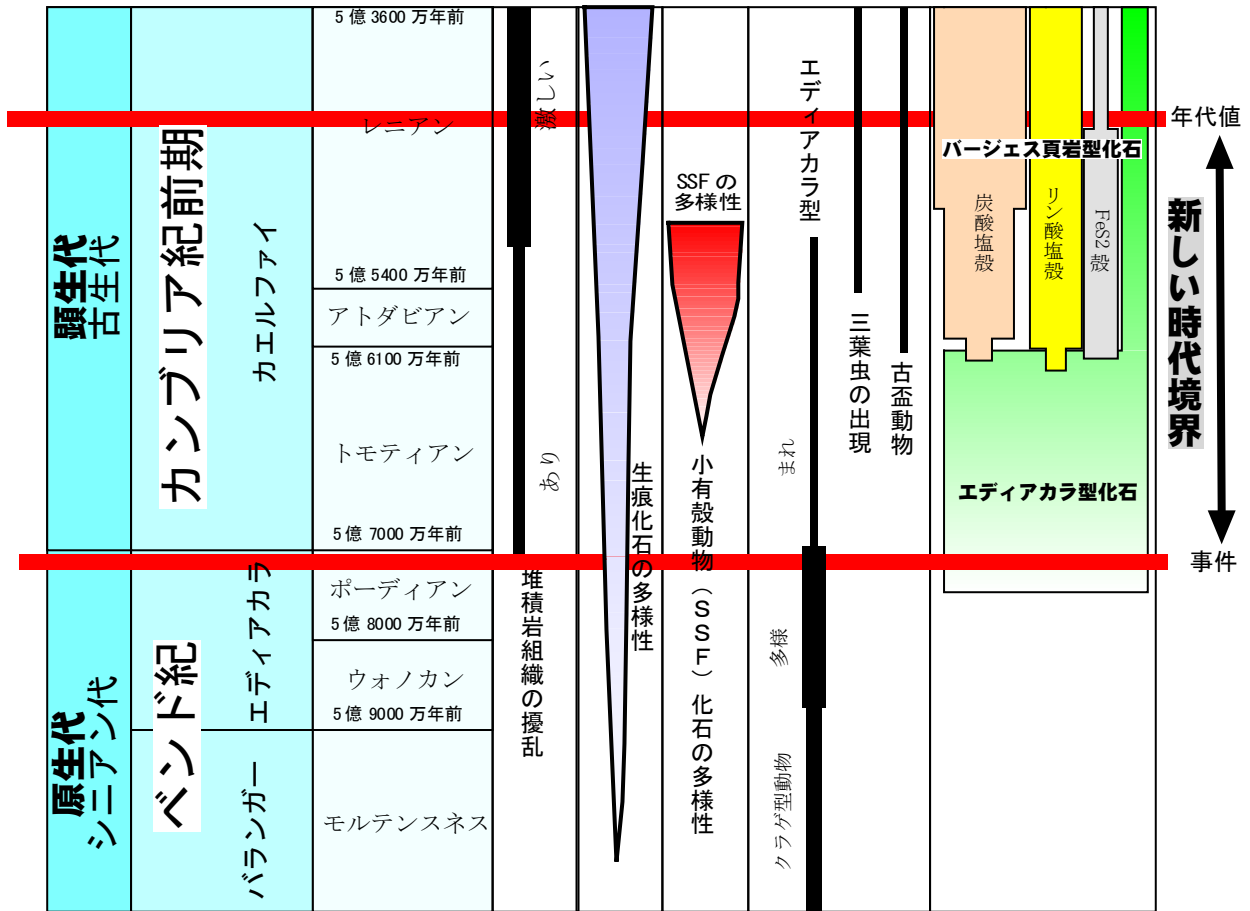 顕生代
古生代
原生代
シニアン代
カンブリア紀前期
ベンド紀
カエルファイ
エディアカラ
バランガー
5億3600万年前
レニアン
5億5400万年前
アトダビアン
5億6100万年前
トモティアン
5億7000万年前
ポーディアン
5億8000万年前
ウォノカン
5億9000万年前
モルテンスネス
激しい
あり
堆積岩組織の擾乱
生痕化石の多様性
SSFの
多様性
小有殻動物（SSF）化石の多様性
エディアカラ型
まれ
多様
クラゲ型動物
三葉虫の出現
古盃動物
バージェス頁岩型化石
炭酸塩殻
リン酸塩殻
FeS2殻
エディアカラ型化石
年代値
新しい時代境界
事件